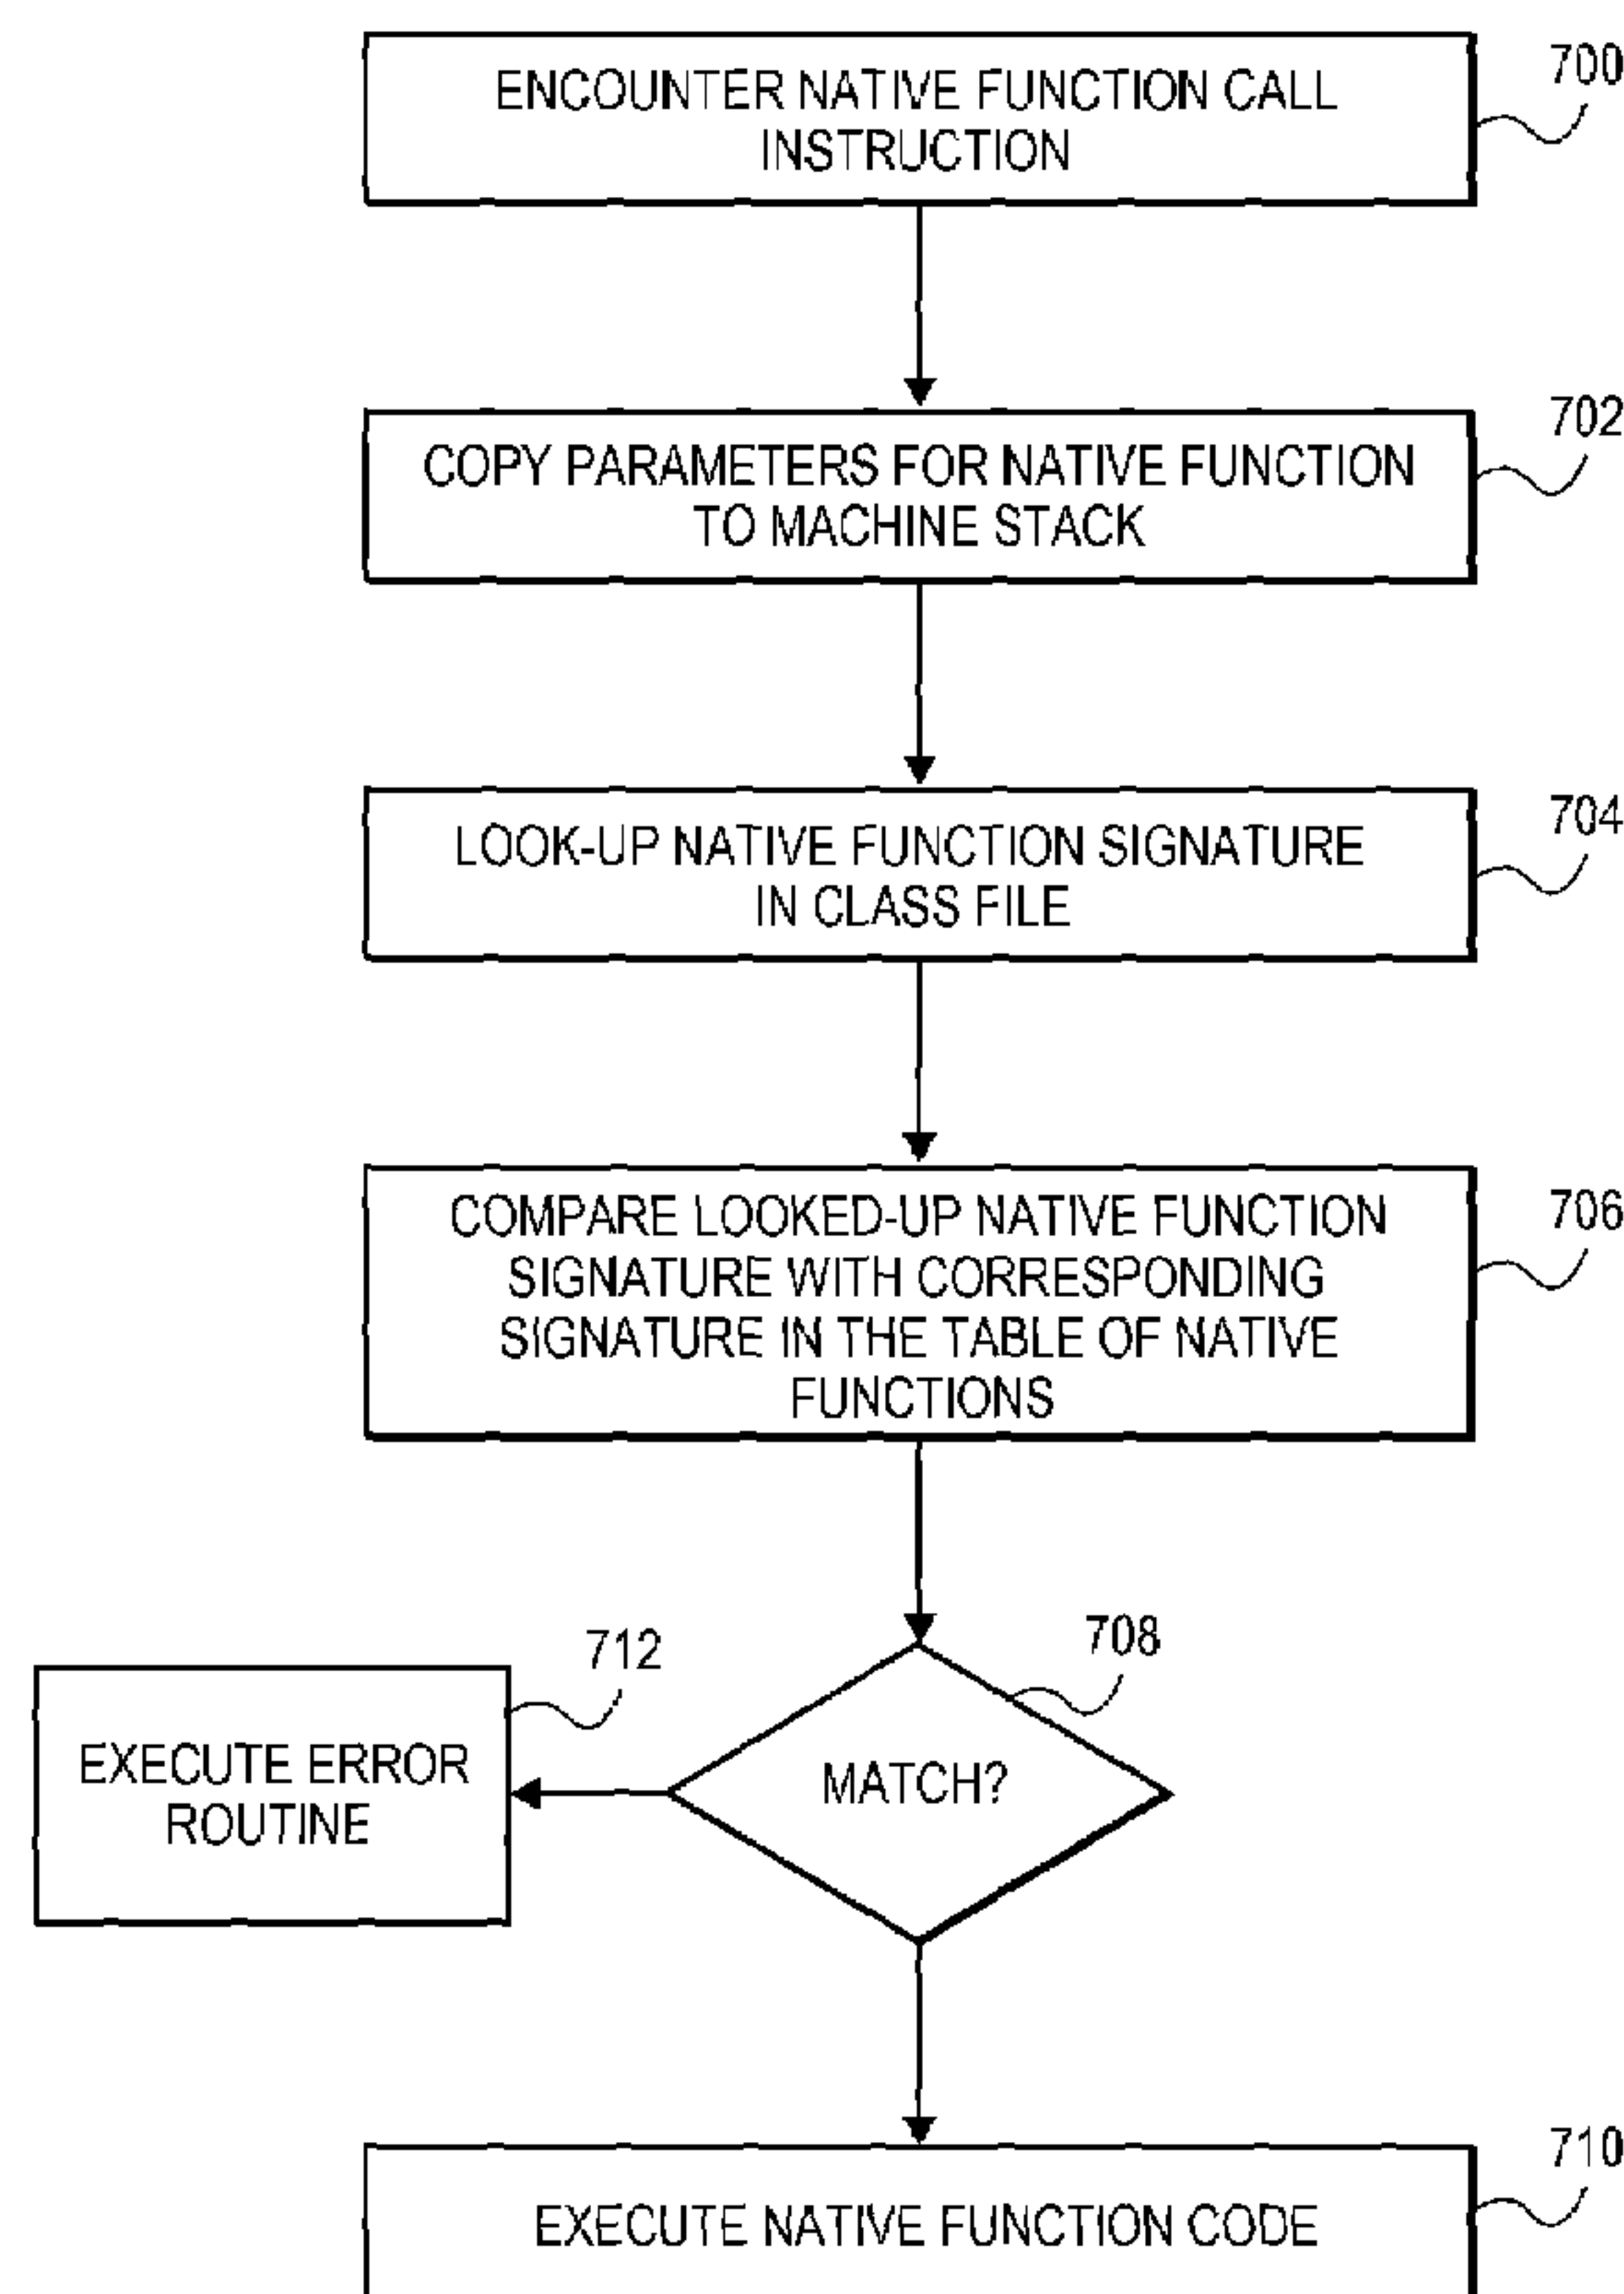 ENCOUNTER NATIVE FUNCTION CALL
INSTRUCTION
700
COPY PARAMETERS FOR NATIVE FUNCTION
TO MACHINE STACK
702
LOOK-UP NATIVE FUNCTION SIGNATURE
IN CLASS FILE
704
COMPARE LOOKED-UP NATIVE FUNCTION
SIGNATURE WITH CORRESPONDING
SIGNATURE IN THE TABLE OF NATIVE
FUNCTIONS
706
MATCH?
708
EXECUTE ERROR
ROUTINE
712
EXECUTE NATIVE FUNCTION CODE
710